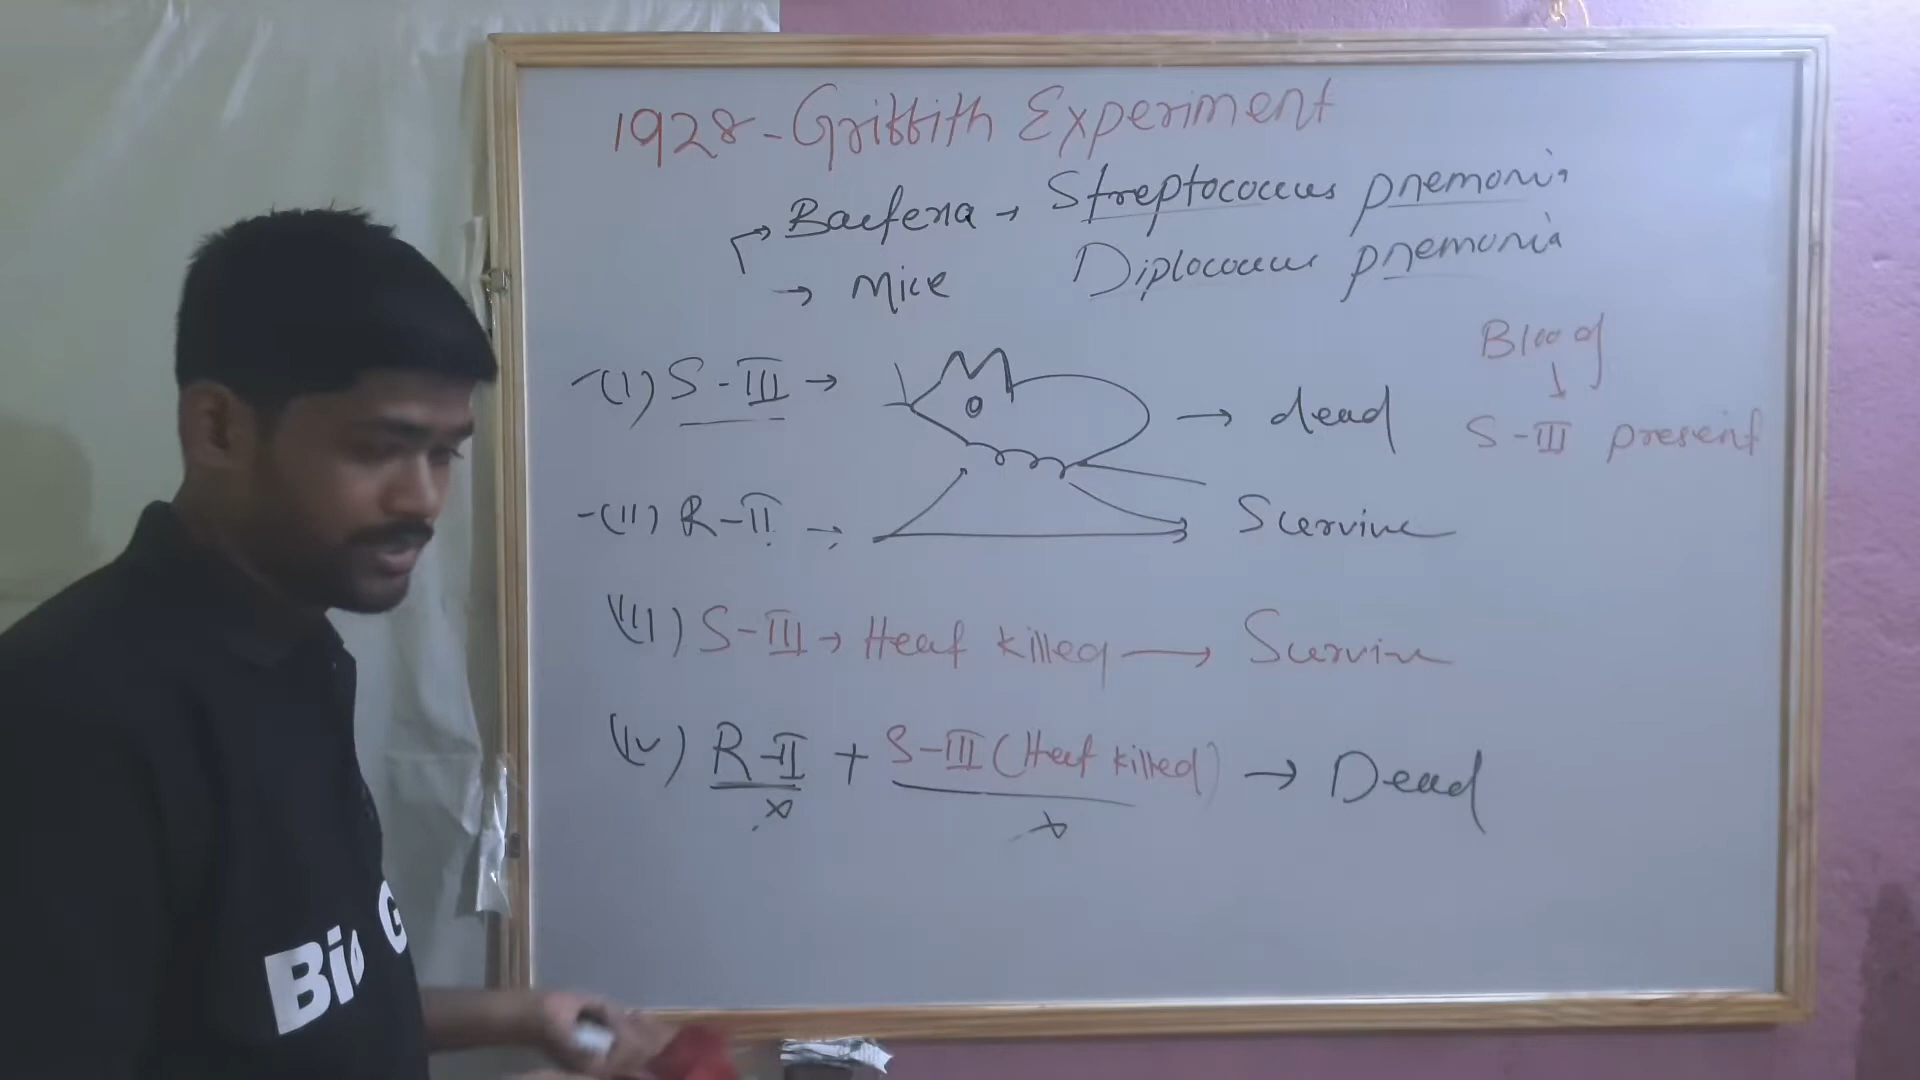 1928 - Griffith Experiment
→ Bacteria → Streptococcus pnemonia
→ Mice Diplococcus pnemonia
Blood
↓
S-III present
(I) S-III → → dead
(II) R-II → Survive
(III) S-III → Heat killed → Survive
(IV) R-II + S-III (Heat killed) → Dead
x x
Bio G